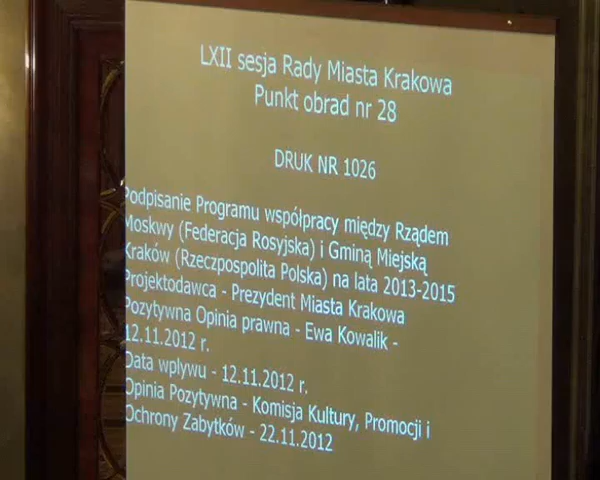 LXII sesja Rady Miasta Krakowa
Punkt obrad nr 28
DRUK NR 1026
Podpisanie Programu współpracy między Rządem
Moskwy (Federacja Rosyjska) i Gminą Miejską
Kraków (Rzeczpospolita Polska) na lata 2013-2015
Projektodawca - Prezydent Miasta Krakowa
Pozytywna Opinia prawna - Ewa Kowalik -
12.11.2012 r.
Data wplywu - 12.11.2012 r.
Opinia Pozytywna - Komisja Kultury, Promocji i
Ochrony Zabytków - 22.11.2012